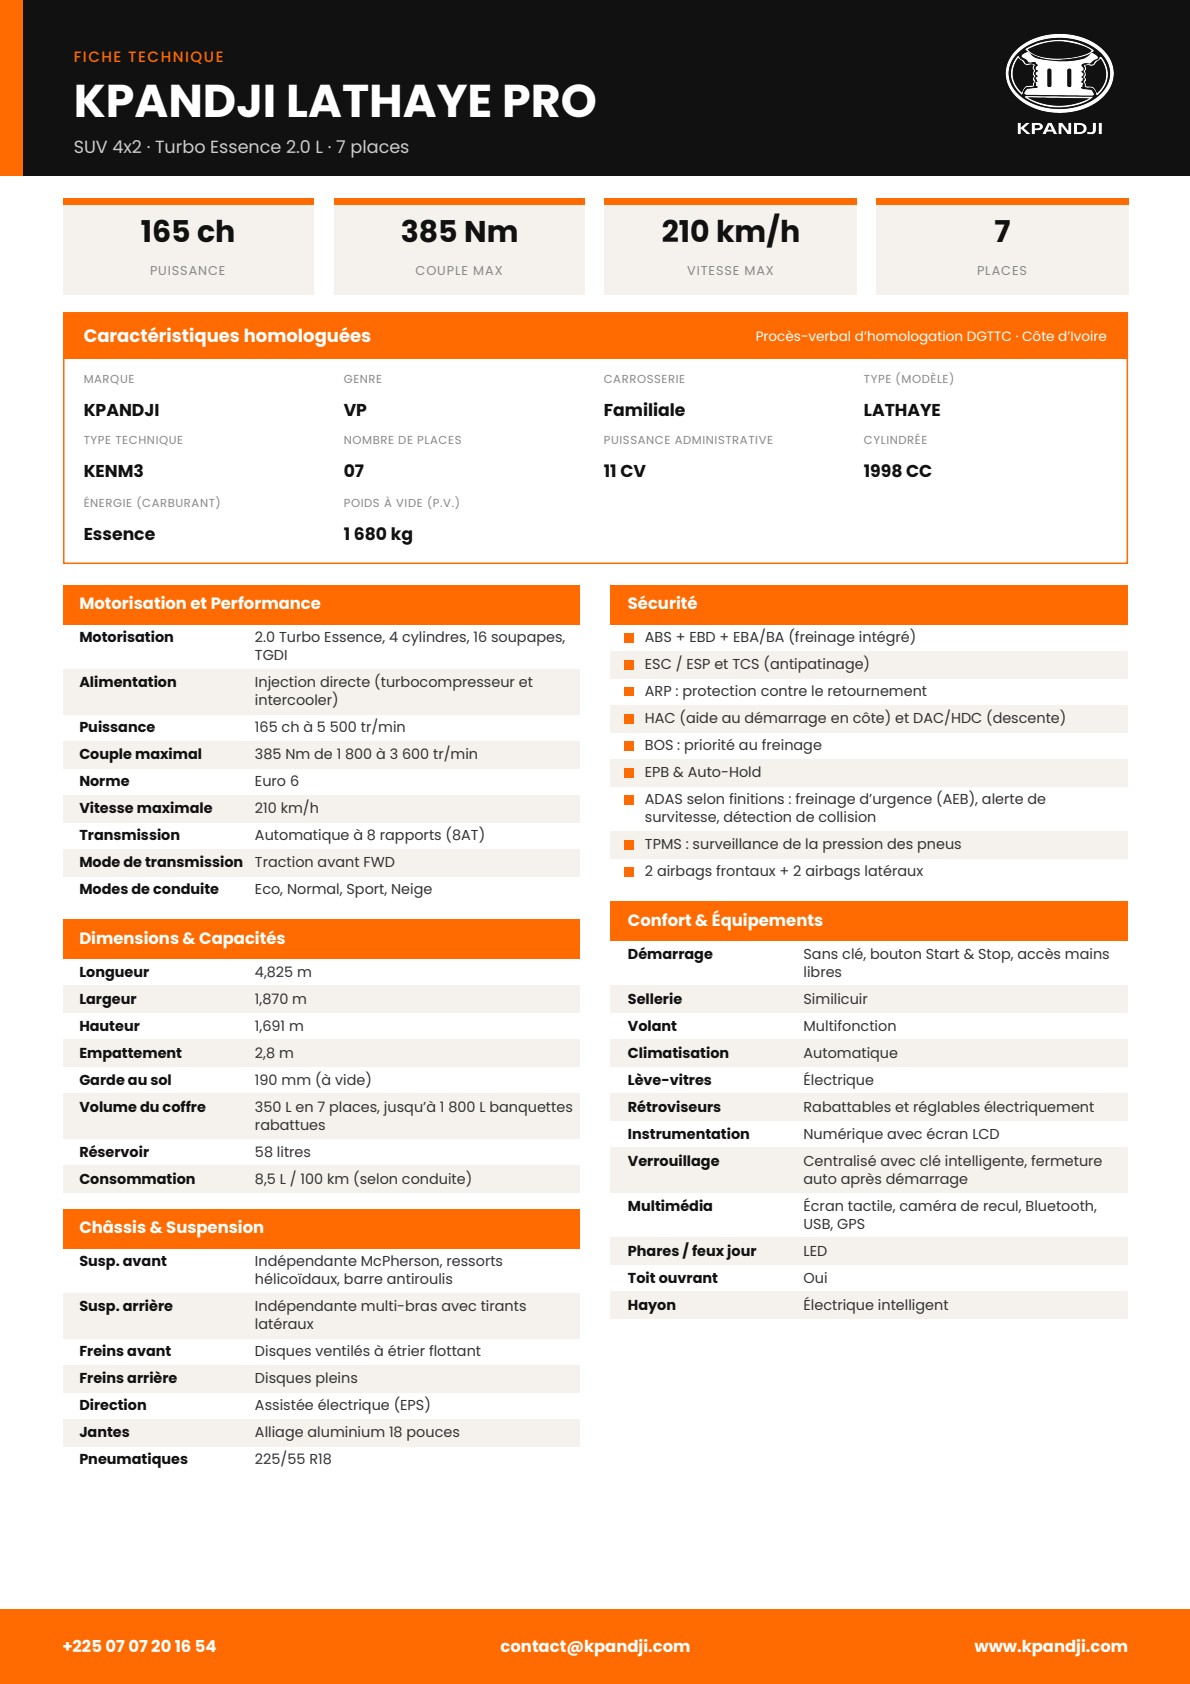 FICHE TECHNIQUE
KPANDJI LATHAYE PRO
SUV 4x2 · Turbo Essence 2.0 L · 7 places
KPANDJI
165 ch
PUISSANCE
385 Nm
COUPLE MAX
210 km/h
VITESSE MAX
7
PLACES
Caractéristiques homologuées
Procès-verbal d’homologation DGTTC · Côte d’Ivoire
MARQUE
KPANDJI
GENRE
VP
CARROSSERIE
Familiale
TYPE (MODÈLE)
LATHAYE
TYPE TECHNIQUE
KENM3
NOMBRE DE PLACES
07
PUISSANCE ADMINISTRATIVE
11 CV
CYLINDRÉE
1998 CC
ÉNERGIE (CARBURANT)
Essence
POIDS À VIDE (P.V.)
1 680 kg
Motorisation et Performance
Motorisation 2.0 Turbo Essence, 4 cylindres, 16 soupapes,
TGDI
Alimentation Injection directe (turbocompresseur et
intercooler)
Puissance 165 ch à 5 500 tr/min
Couple maximal 385 Nm de 1 800 à 3 600 tr/min
Norme Euro 6
Vitesse maximale 210 km/h
Transmission Automatique à 8 rapports (8AT)
Mode de transmission Traction avant FWD
Modes de conduite Eco, Normal, Sport, Neige
Dimensions & Capacités
Longueur 4,825 m
Largeur 1,870 m
Hauteur 1,691 m
Empattement 2,8 m
Garde au sol 190 mm (à vide)
Volume du coffre 350 L en 7 places, jusqu’à 1 800 L banquettes
rabattues
Réservoir 58 litres
Consommation 8,5 L / 100 km (selon conduite)
Châssis & Suspension
Susp. avant Indépendante McPherson, ressorts
hélicoïdaux, barre antiroulis
Susp. arrière Indépendante multi-bras avec tirants
latéraux
Freins avant Disques ventilés à étrier flottant
Freins arrière Disques pleins
Direction Assistée électrique (EPS)
Jantes Alliage aluminium 18 pouces
Pneumatiques 225/55 R18
Sécurité
ABS + EBD + EBA/BA (freinage intégré)
ESC / ESP et TCS (antipatinage)
ARP : protection contre le retournement
HAC (aide au démarrage en côte) et DAC/HDC (descente)
BOS : priorité au freinage
EPB & Auto-Hold
ADAS selon finitions : freinage d’urgence (AEB), alerte de
survitesse, détection de collision
TPMS : surveillance de la pression des pneus
2 airbags frontaux + 2 airbags latéraux
Confort & Équipements
Démarrage Sans clé, bouton Start & Stop, accès mains
libres
Sellerie Similicuir
Volant Multifonction
Climatisation Automatique
Lève-vitres Électrique
Rétroviseurs Rabattables et réglables électriquement
Instrumentation Numérique avec écran LCD
Verrouillage Centralisé avec clé intelligente, fermeture
auto après démarrage
Multimédia Écran tactile, caméra de recul, Bluetooth,
USB, GPS
Phares / feux jour LED
Toit ouvrant Oui
Hayon Électrique intelligent
+225 07 07 20 16 54
contact@kpandji.com
www.kpandji.com